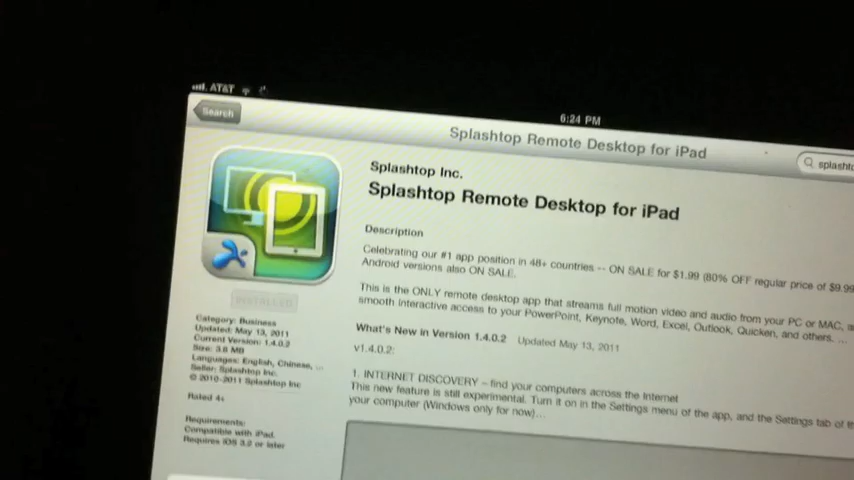 AT&T
6:24 PM
Search
Splashtop Remote Desktop for iPad
splashto
Splashtop Inc.
Splashtop Remote Desktop for iPad
Description
Celebrating our #1 app position in 48+ countries -- ON SALE for $1.99 (80% OFF regular price of $9.99
Android versions also ON SALE.
This is the ONLY remote desktop app that streams full motion video and audio from your PC or MAC,
smooth interactive access to your PowerPoint, Keynote, Word, Excel, Outlook, Quicken, and others. ...
INSTALLED
Category: Business
Updated: May 13, 2011
Current Version: 1.4.0.2
Size: 3.8 MB
Languages: English, Chinese, ...
Seller: Splashtop Inc.
© 2010-2011 Splashtop Inc
Rated 4+
Requirements:
Compatible with iPad.
Requires iOS 3.2 or later
What's New in Version 1.4.0.2 Updated May 13, 2011
v1.4.0.2:
1. INTERNET DISCOVERY – find your computers across the Internet
This new feature is still experimental. Turn it on in the Settings menu of the app, and the Settings tab of
your computer (Windows only for now)...